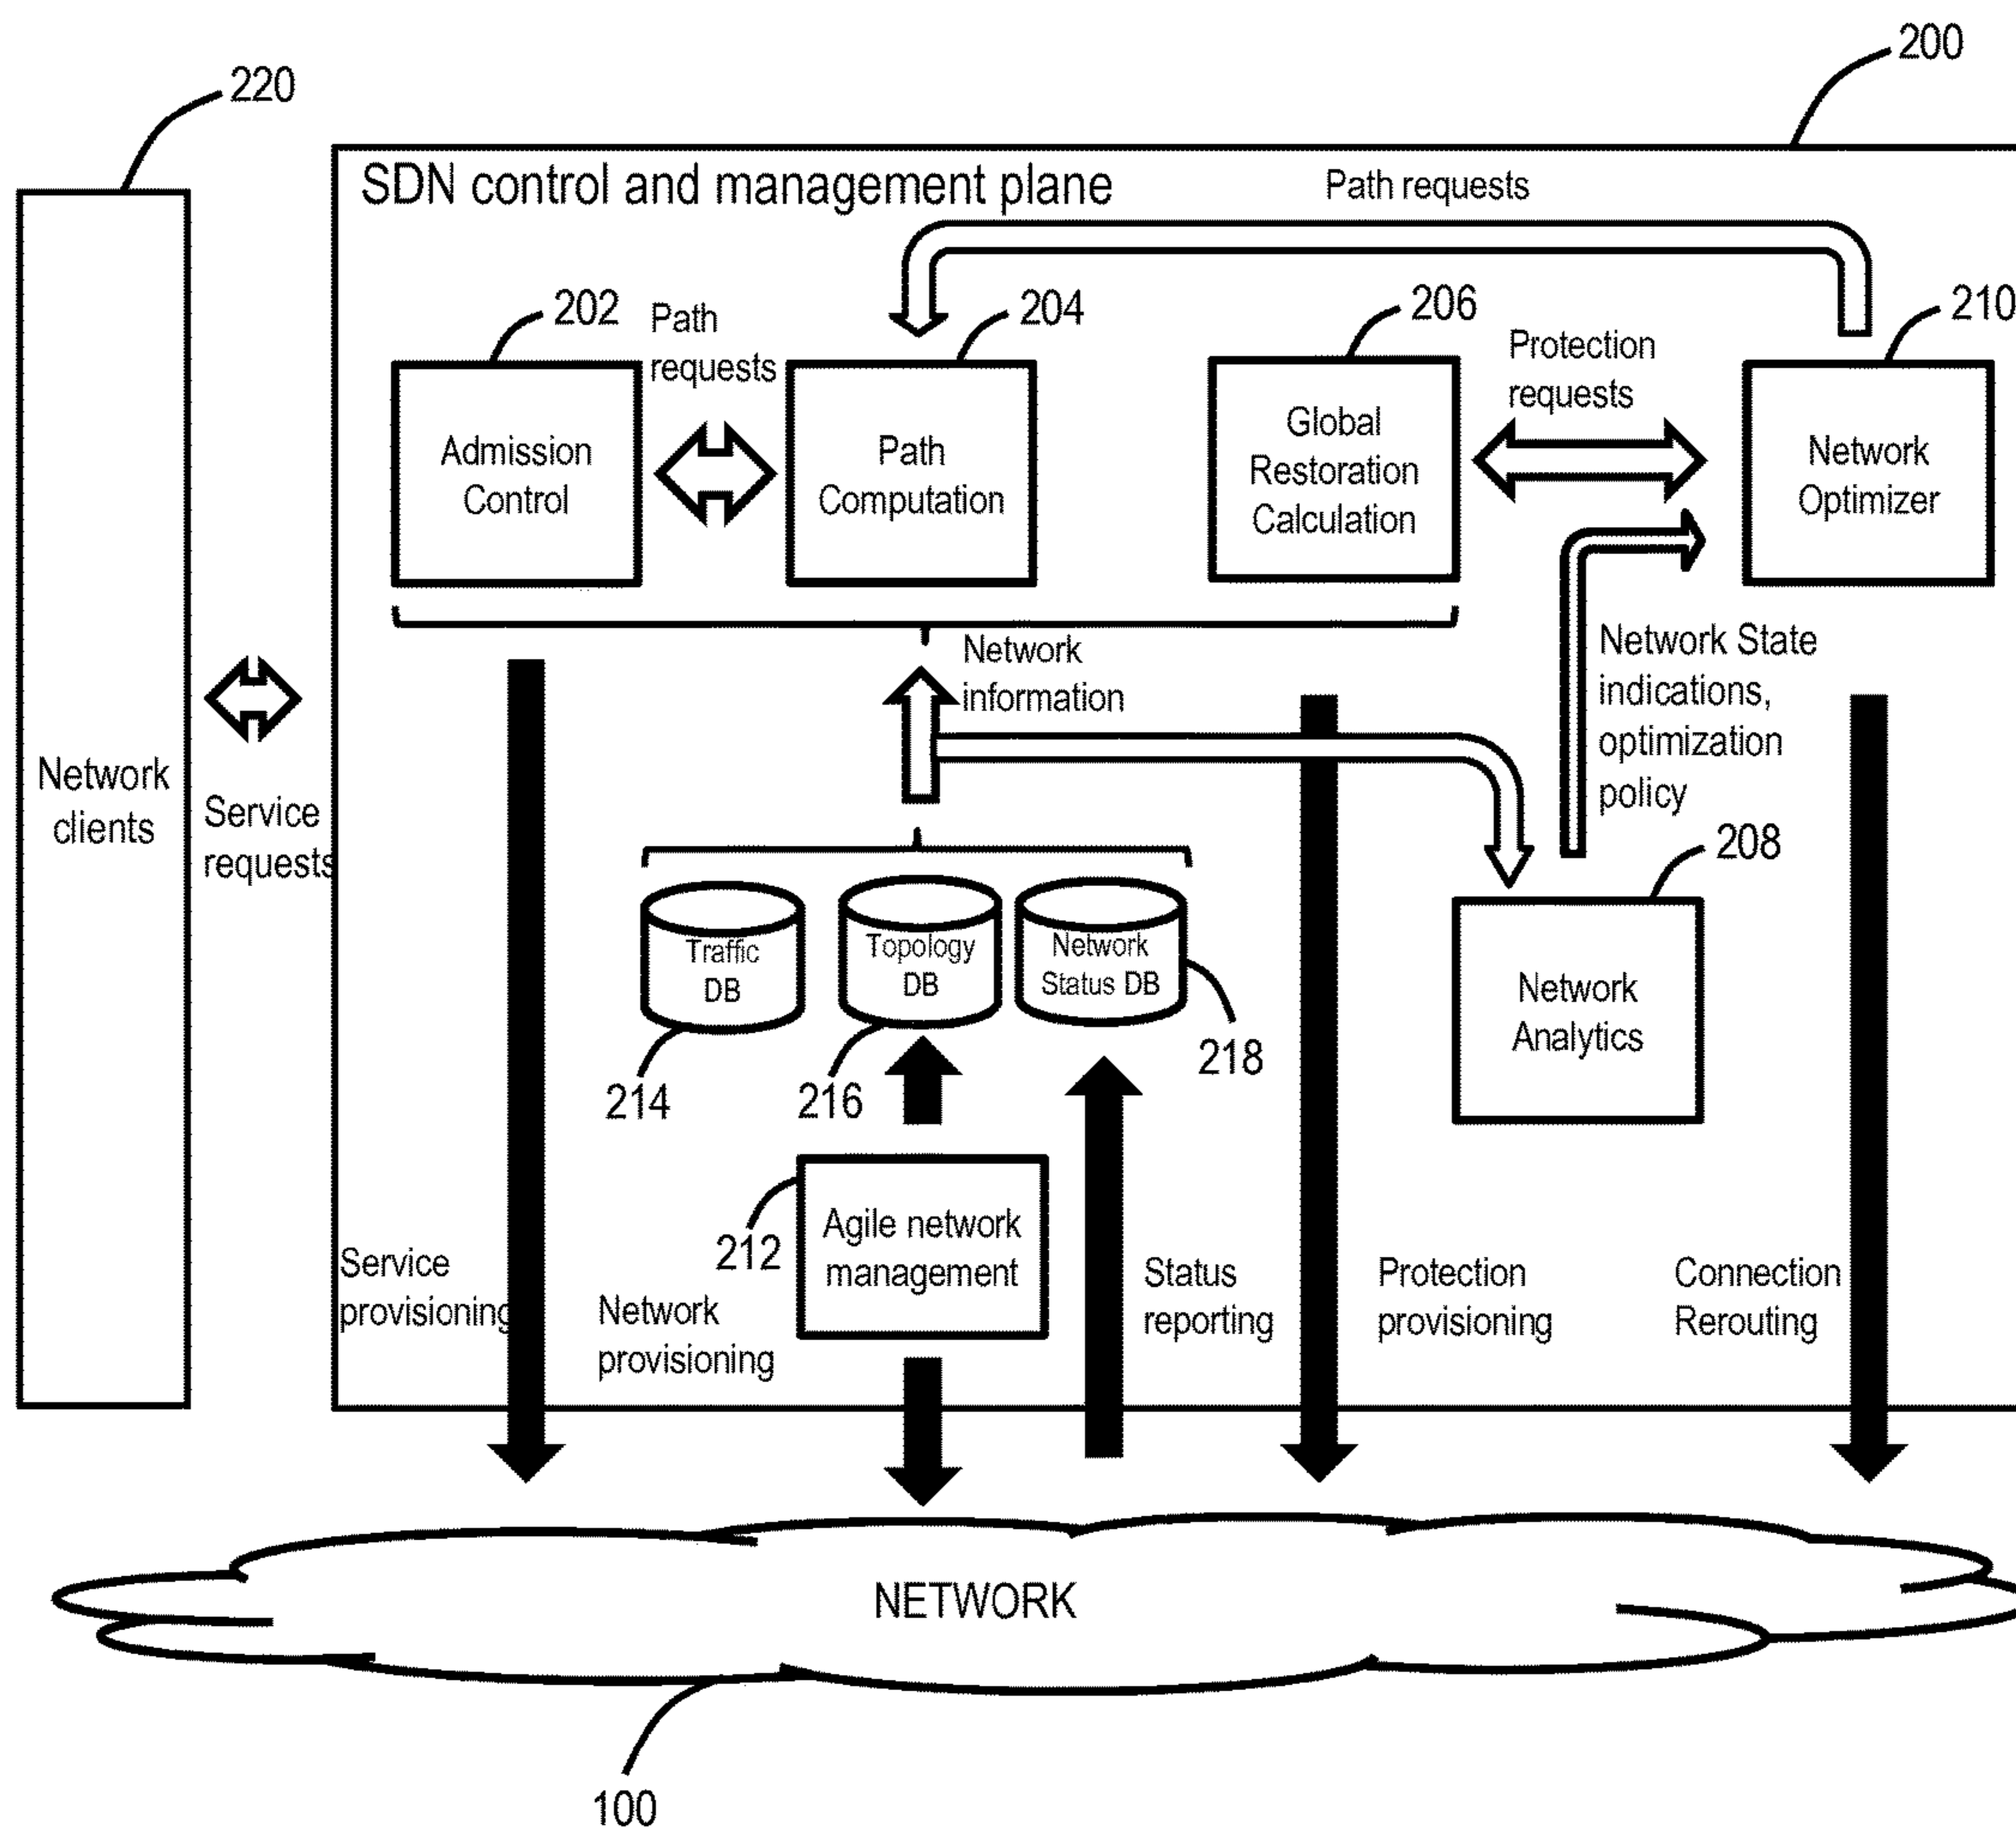 200
220
SDN control and management plane
Path requests
202
Path
requests
204
206
Protection
requests
210
Admission
Control
Path
Computation
Global
Restoration
Calculation
Network
Optimizer
Network
information
Network State
indications,
optimization
policy
Network
clients
Service
requests
208
Traffic
DB
Topology
DB
Network
Status DB
Network
Analytics
214
216
218
212
Agile network
management
Service
provisioning
Network
provisioning
Status
reporting
Protection
provisioning
Connection
Rerouting
NETWORK
100